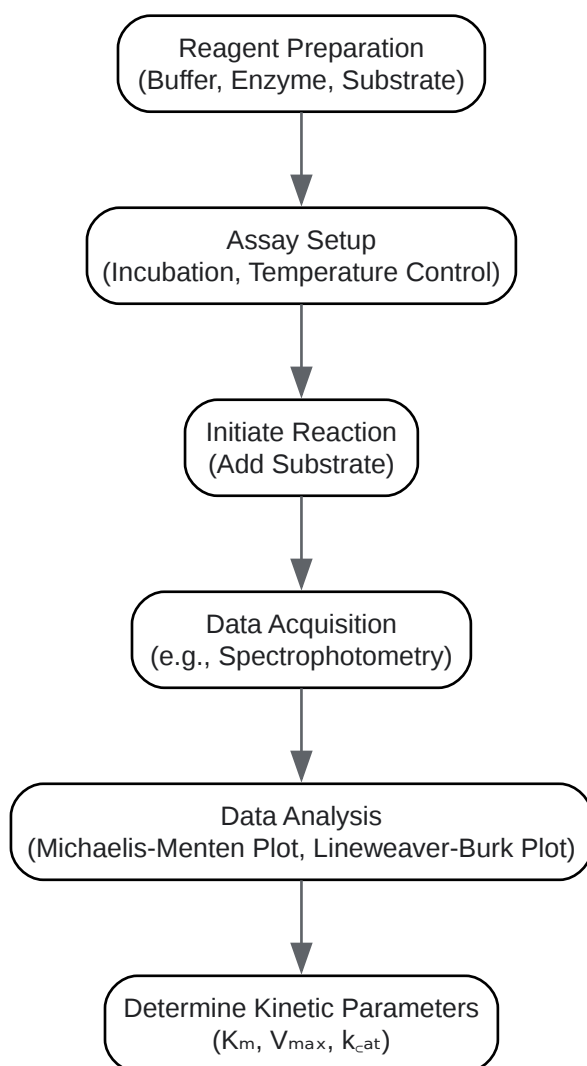 Reagent Preparation
(Buffer, Enzyme, Substrate)
Assay Setup
(Incubation, Temperature Control)
Initiate Reaction
(Add Substrate)
Data Acquisition
(e.g., Spectrophotometry)
Data Analysis
(Michaelis-Menten Plot, Lineweaver-Burk Plot)
Determine Kinetic Parameters
(Kₘ, Vₘₐₓ, k꜀ₐₜ)